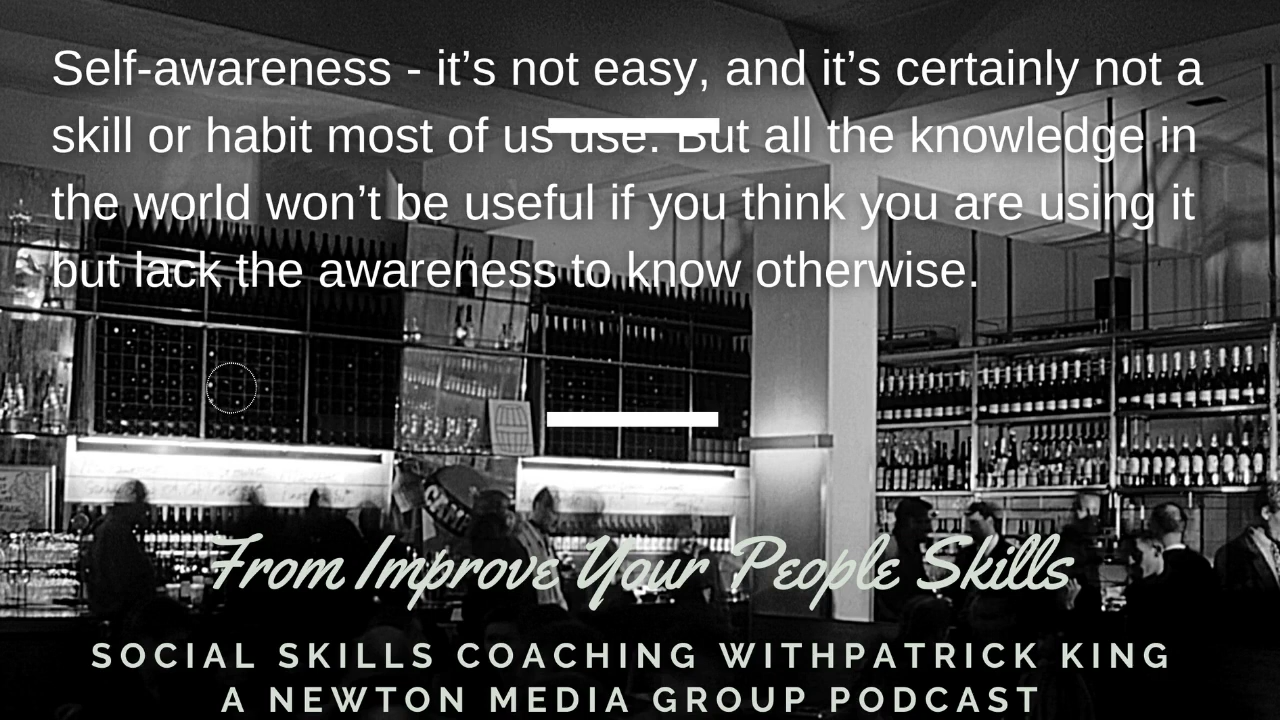 Self-awareness - it’s not easy, and it’s certainly not a
skill or habit most of us use. But all the knowledge in
the world won’t be useful if you think you are using it
but lack the awareness to know otherwise.
From Improve Your People Skills
SOCIAL SKILLS COACHING WITHPATRICK KING
A NEWTON MEDIA GROUP PODCAST